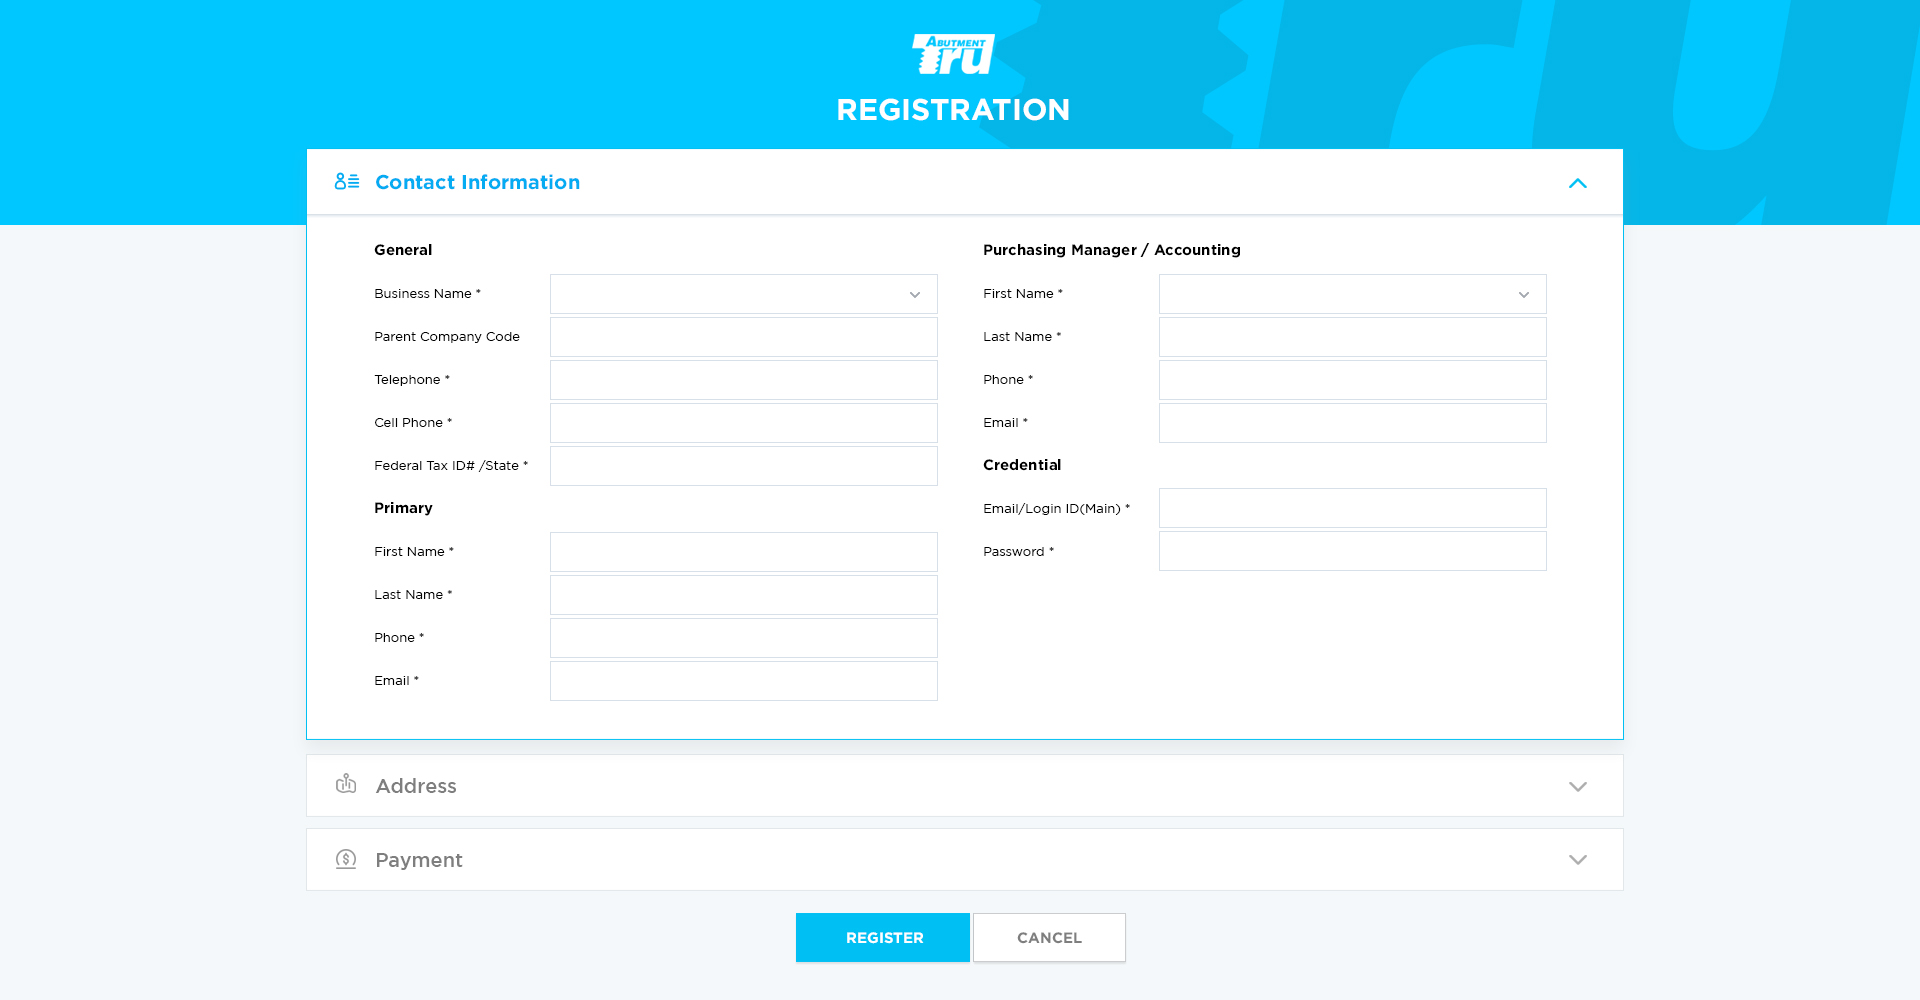 ABUTMENT
Tru
REGISTRATION
Contact Information
General
Business Name *
Parent Company Code
Telephone *
Cell Phone *
Federal Tax ID# /State *
Primary
First Name *
Last Name *
Phone *
Email *
Purchasing Manager / Accounting
First Name *
Last Name *
Phone *
Email *
Credential
Email/Login ID(Main) *
Password *
Address
Payment
REGISTER
CANCEL